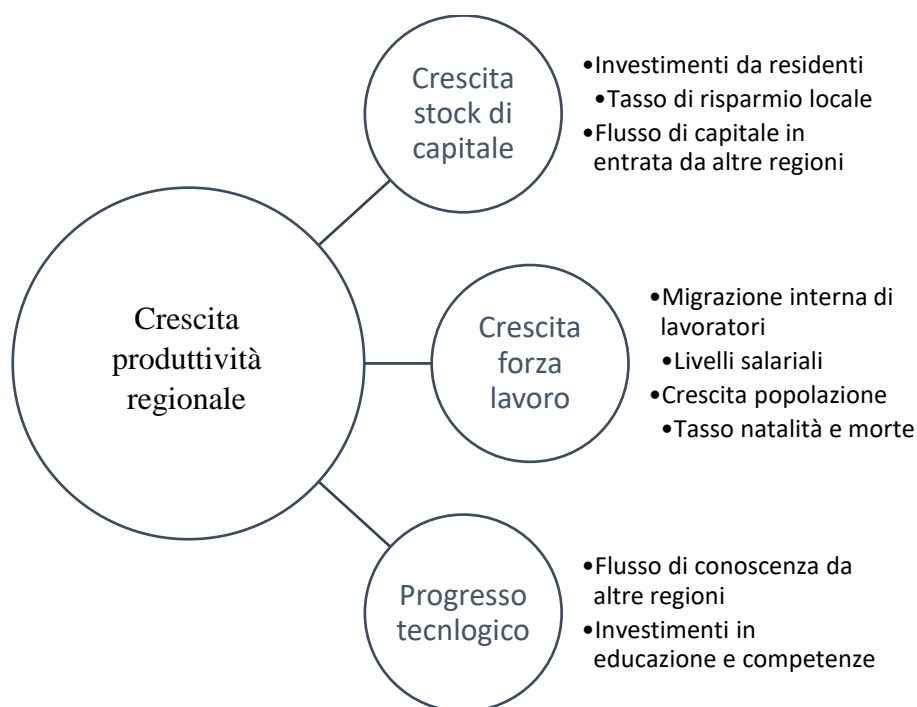 Crescita
stock di
capitale
•Investimenti da residenti
•Tasso di risparmio locale
•Flusso di capitale in
entrata da altre regioni
Crescita
produttività
regionale
Crescita
forza
lavoro
•Migrazione interna di
lavoratori
•Livelli salariali
•Crescita popolazione
•Tasso natalità e morte
Progresso
tecnlogico
•Flusso di conoscenza da
altre regioni
•Investimenti in
educazione e competenze